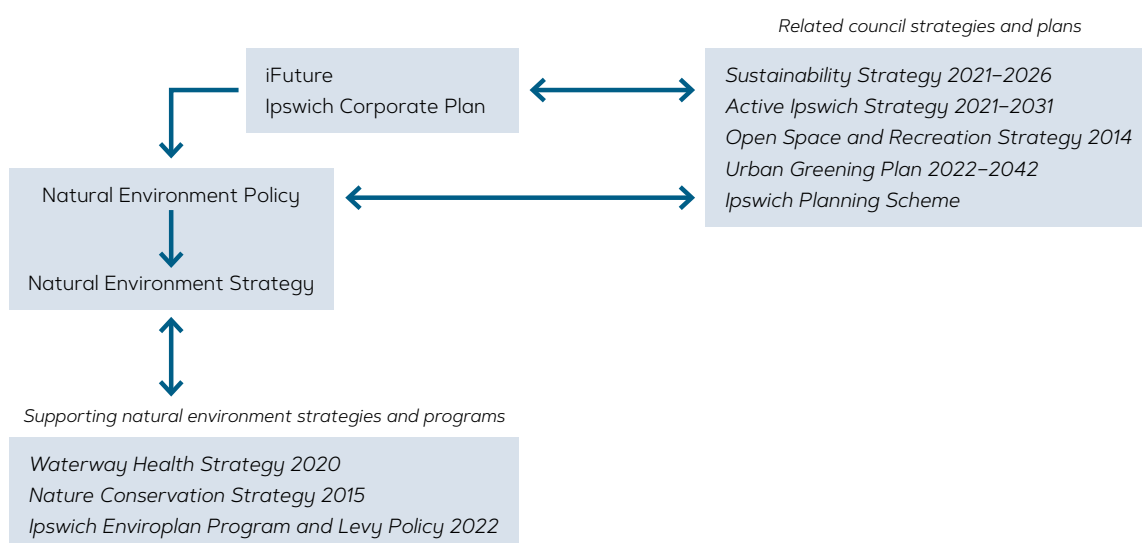 Related council strategies and plans
iFuture
Ipswich Corporate Plan
Sustainability Strategy 2021–2026
Active Ipswich Strategy 2021–2031
Open Space and Recreation Strategy 2014
Urban Greening Plan 2022–2042
Ipswich Planning Scheme
Natural Environment Policy
Natural Environment Strategy
Supporting natural environment strategies and programs
Waterway Health Strategy 2020
Nature Conservation Strategy 2015
Ipswich Enviroplan Program and Levy Policy 2022